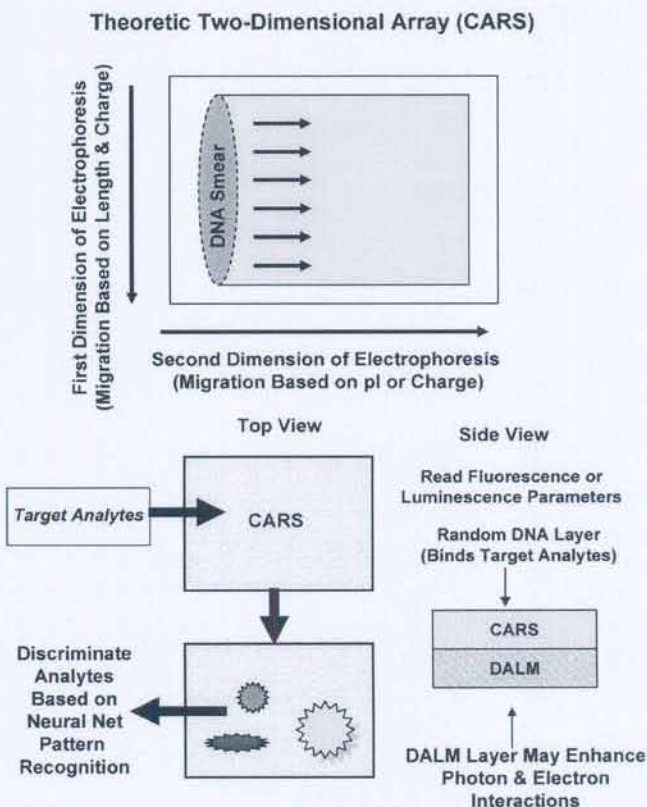 Theoretic Two-Dimensional Array (CARS)
First Dimension of Electrophoresis
(Migration Based on Length & Charge)
DNA Smear
Second Dimension of Electrophoresis
(Migration Based on pI or Charge)
Top View
Target Analytes
CARS
Discriminate
Analytes
Based on
Neural Net
Pattern
Recognition
Side View
Read Fluorescence or
Luminescence Parameters
Random DNA Layer
(Binds Target Analytes)
CARS
DALM
DALM Layer May Enhance
Photon & Electron
Interactions